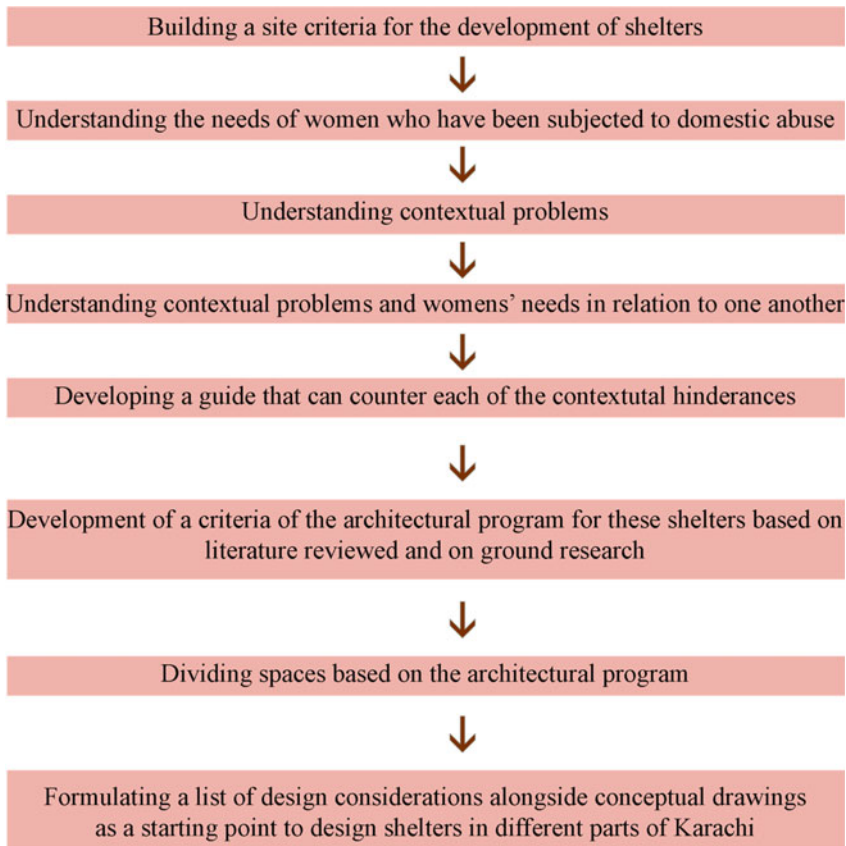 Building a site criteria for the development of shelters
Understanding the needs of women who have been subjected to domestic abuse
Understanding contextual problems
Understanding contextual problems and womens’ needs in relation to one another
Developing a guide that can counter each of the contextutal hinderances
Development of a criteria of the architectural program for these shelters based on
literature reviewed and on ground research
Dividing spaces based on the architectural program
Formulating a list of design considerations alongside conceptual drawings
as a starting point to design shelters in different parts of Karachi